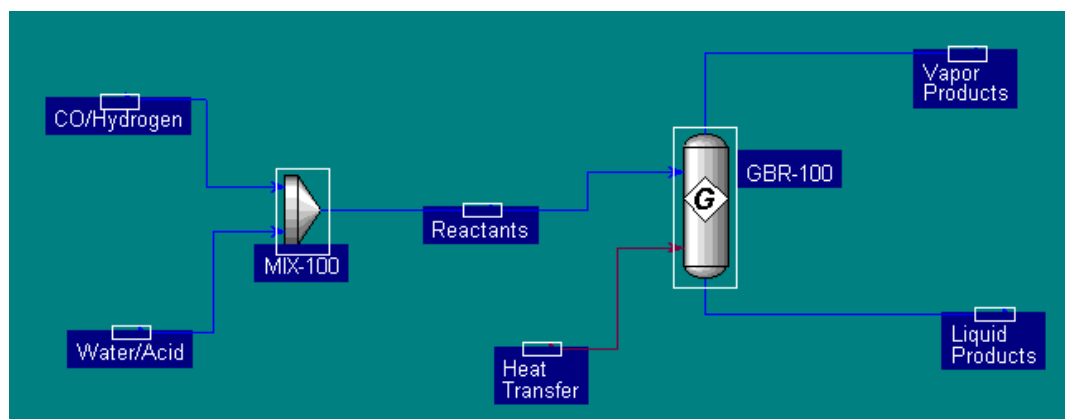 Vapor
Products
CO/Hydrogen
GBR-100
G
Reactants
MIX-100
Water/Acid
Heat
Transfer
Liquid
Products